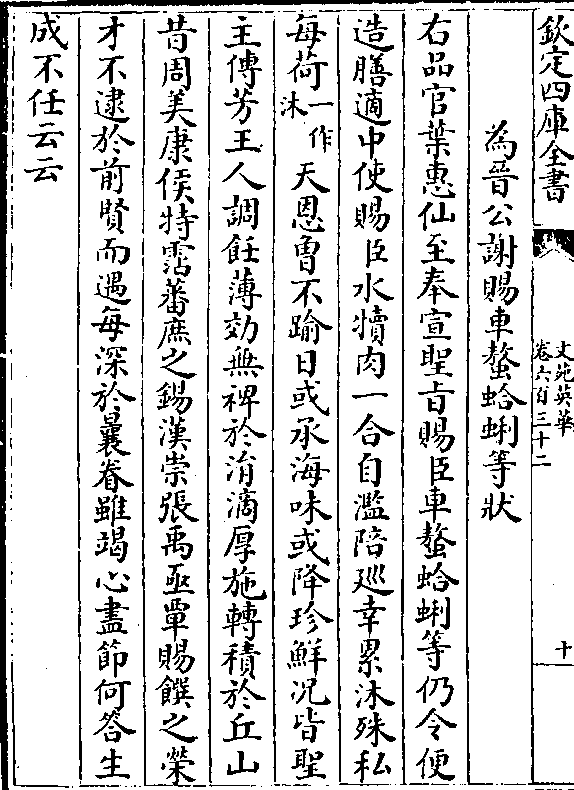 欽定四庫全書
文苑英華
卷六百三十二
十
為晉公謝賜車螯蛤蜊等狀
右品官葉惠仙至奉宣聖㫖賜臣車螯蛤蜊等仍令便
造膳適中使賜臣水犢肉一合自濫陪廵幸累沐殊私
每荷一作沐天恩曾不踰日或承海味或降珍鮮況皆聖
主傳芳王人調飪薄効無禆於涓滴厚施轉積於丘山
昔周美康侯特霑蕃庶之錫漢崇張禹亟覃賜饌之榮
才不逮於前賢而遇每深於曩眷雖竭心盡節何答生
成不任云云